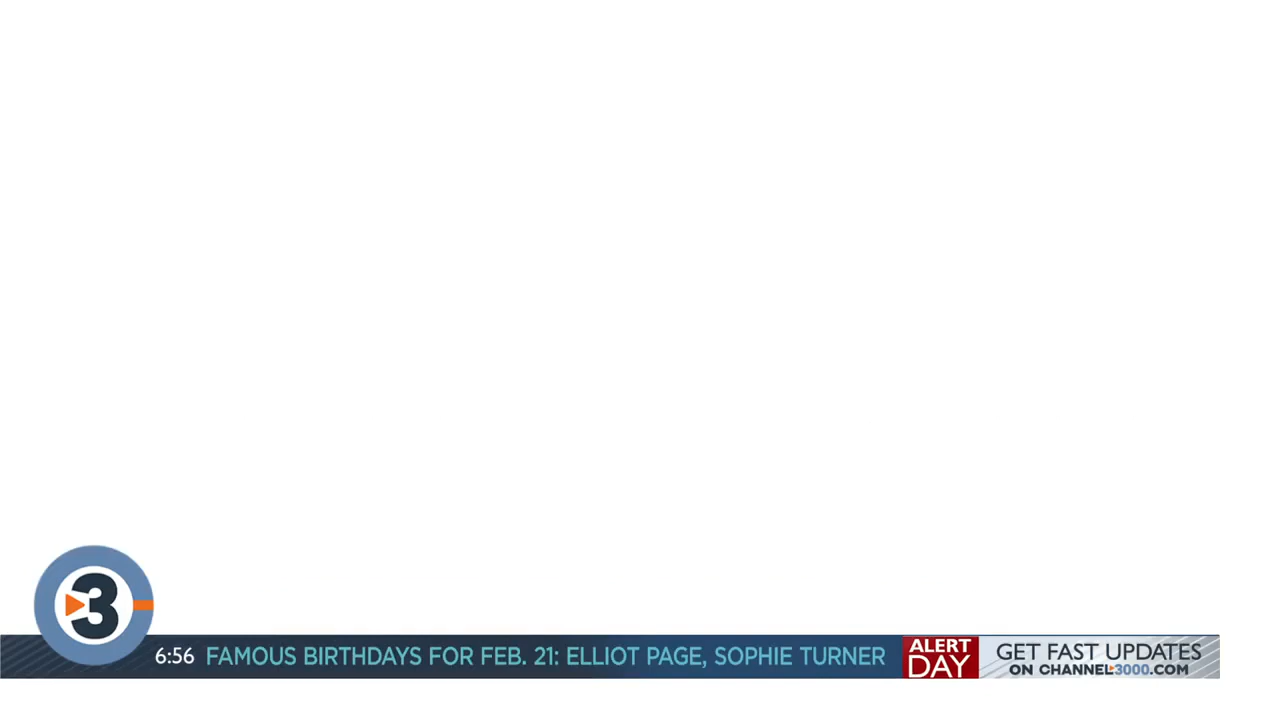 3
6:56 FAMOUS BIRTHDAYS FOR FEB. 21: ELLIOT PAGE, SOPHIE TURNER
ALERT DAY
GET FAST UPDATES
ON CHANNEL3000.COM